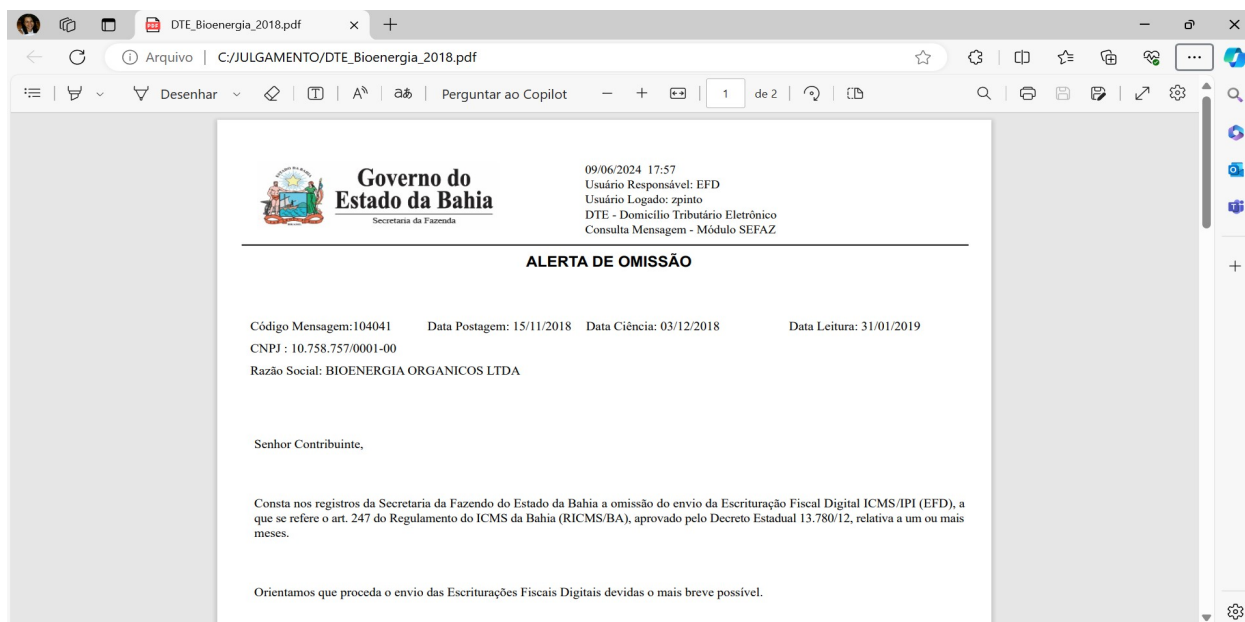 DTE_Bioenergia_2018.pdf
Arquivo | C:/JULGAMENTO/DTE_Bioenergia_2018.pdf
Desenhar | aあ | Perguntar ao Copilot 1 de 2
Governo do
Estado da Bahia
Secretaria da Fazenda
09/06/2024 17:57
Usuário Responsável: EFD
Usuário Logado: zpinto
DTE - Domicílio Tributário Eletrônico
Consulta Mensagem - Módulo SEFAZ
ALERTA DE OMISSÃO
Código Mensagem:104041 Data Postagem: 15/11/2018 Data Ciência: 03/12/2018 Data Leitura: 31/01/2019
CNPJ : 10.758.757/0001-00
Razão Social: BIOENERGIA ORGANICOS LTDA
Senhor Contribuinte,
Consta nos registros da Secretaria da Fazendo do Estado da Bahia a omissão do envio da Escrituração Fiscal Digital ICMS/IPI (EFD), a
que se refere o art. 247 do Regulamento do ICMS da Bahia (RICMS/BA), aprovado pelo Decreto Estadual 13.780/12, relativa a um ou mais
meses.
Orientamos que proceda o envio das Escriturações Fiscais Digitais devidas o mais breve possível.